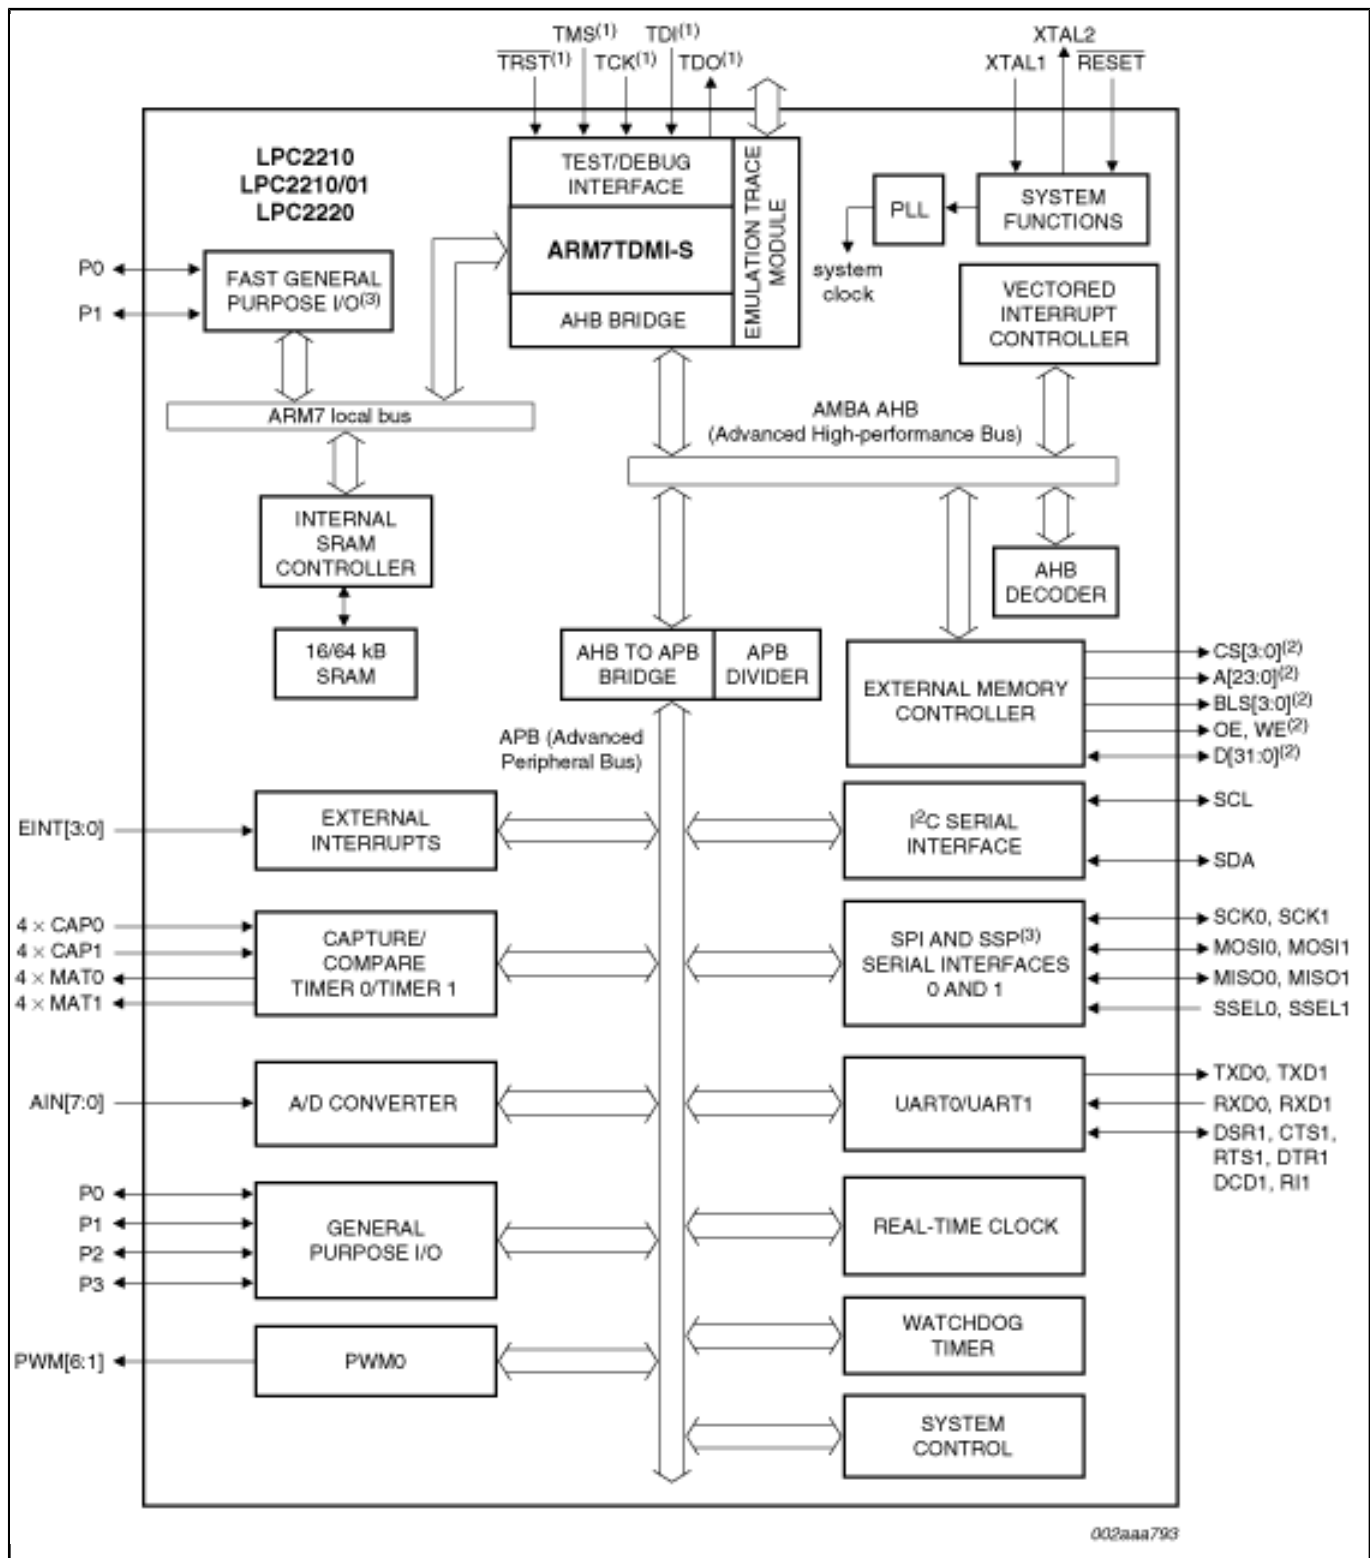 TMS(1) TDI(1)
TRST(1) TCK(1) TDO(1)
XTAL2
XTAL1 RESET
LPC2210
LPC2210/01
LPC2220
TEST/DEBUG
INTERFACE
ARM7TDMI-S
AHB BRIDGE
EMULATION TRACE
MODULE
PLL
SYSTEM
FUNCTIONS
system
clock
P0
P1
FAST GENERAL
PURPOSE I/O(3)
VECTORED
INTERRUPT
CONTROLLER
ARM7 local bus
AMBA AHB
(Advanced High-performance Bus)
INTERNAL
SRAM
CONTROLLER
AHB
DECODER
16/64 kB
SRAM
AHB TO APB
BRIDGE
APB
DIVIDER
EXTERNAL MEMORY
CONTROLLER
CS[3:0](2)
A[23:0](2)
BLS[3:0](2)
OE, WE(2)
D[31:0](2)
APB (Advanced
Peripheral Bus)
EINT[3:0]
EXTERNAL
INTERRUPTS
I2C SERIAL
INTERFACE
SCL
SDA
4 × CAP0
4 × CAP1
4 × MAT0
4 × MAT1
CAPTURE/
COMPARE
TIMER 0/TIMER 1
SPI AND SSP(3)
SERIAL INTERFACES
0 AND 1
SCK0, SCK1
MOSI0, MOSI1
MISO0, MISO1
SSEL0, SSEL1
AIN[7:0]
A/D CONVERTER
UART0/UART1
TXD0, TXD1
RXD0, RXD1
DSR1, CTS1,
RTS1, DTR1
DCD1, RI1
P0
P1
P2
P3
GENERAL
PURPOSE I/O
REAL-TIME CLOCK
PWM[6:1]
PWM0
WATCHDOG
TIMER
SYSTEM
CONTROL
002aaa793